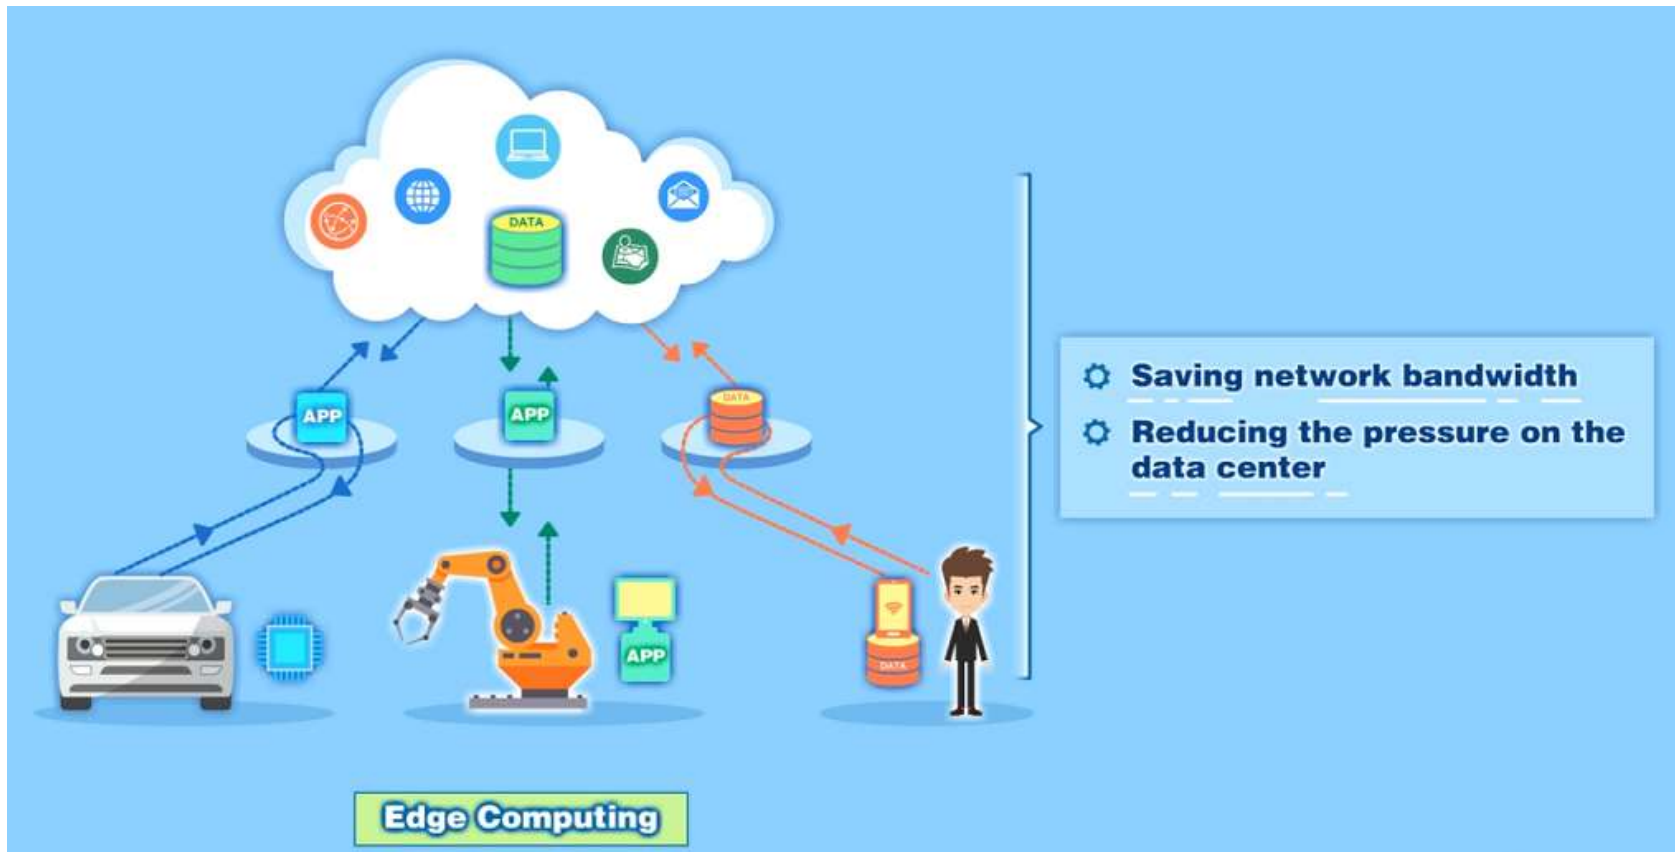 DATA
APP
APP
DATA
Saving network bandwidth
Reducing the pressure on the
data center
APP
DATA
Edge Computing